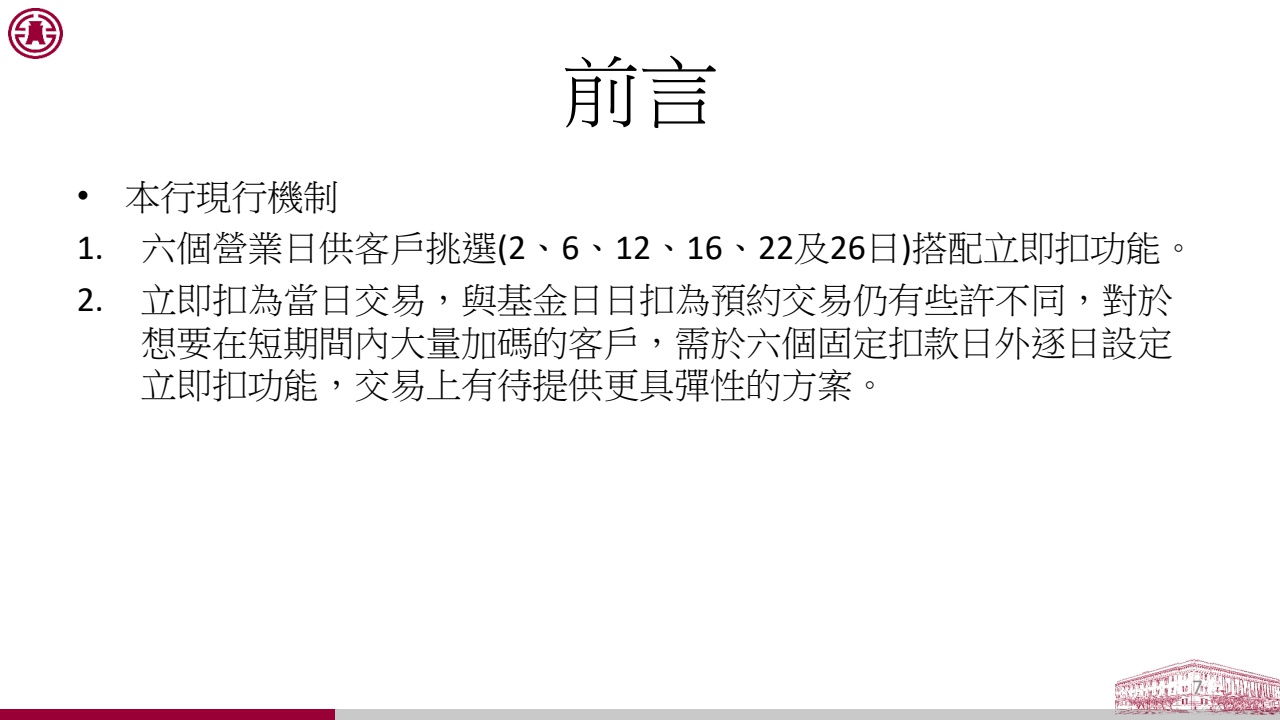 前言
• 本行現行機制
1. 六個營業日供客戶挑選(2、6、12、16、22及26日)搭配立即扣功能。
2. 立即扣為當日交易，與基金日日扣為預約交易仍有些許不同，對於
想要在短期間內大量加碼的客戶，需於六個固定扣款日外逐日設定
立即扣功能，交易上有待提供更具彈性的方案。
7